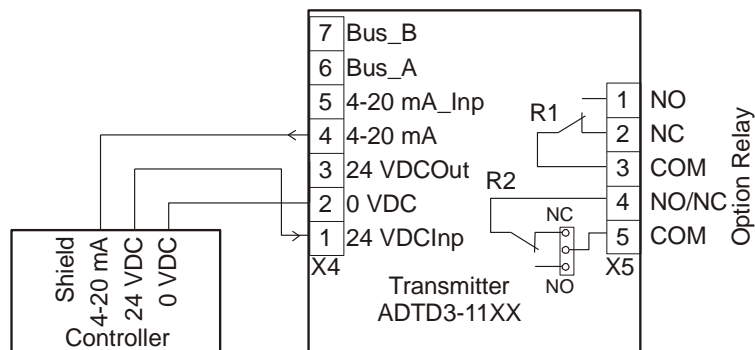 7 Bus_B
6 Bus_A
5 4-20 mA_Inp
4 4-20 mA
3 24 VDCOut
2 0 VDC
1 24 VDCInp
X4
R1
R2
NC
NO
1 NO
2 NC
3 COM
4 NO/NC
5 COM
X5
Option Relay
Transmitter
ADTD3-11XX
Shield
4-20 mA
24 VDC
0 VDC
Controller